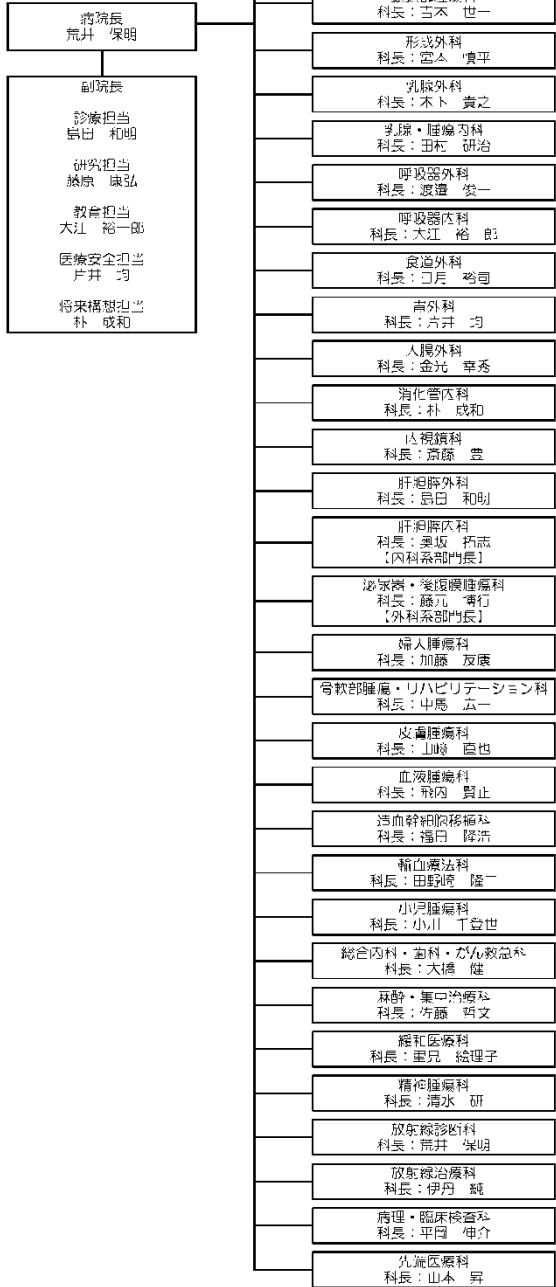 病院長
荒井 保明
副院長
診療担当
島田 和明
研究担当
藤原 康弘
教育担当
大江 裕一郎
医療安全担当
片井 均
将来構想担当
朴 成和
科長：吉本 世一
形成外科
科長：宮本 慎平
乳腺外科
科長：木下 貴之
乳腺・腫瘍内科
科長：田村 研治
呼吸器外科
科長：渡邉 俊一
呼吸器内科
科長：大江 裕一郎
食道外科
科長：日月 裕司
胃外科
科長：片井 均
大腸外科
科長：金光 幸秀
消化管内科
科長：朴 成和
内視鏡科
科長：斎藤 豊
肝胆膵外科
科長：島田 和明
肝胆膵内科
科長：奥坂 拓志
【内科系部門長】
泌尿器・後腹膜腫瘍科
科長：藤元 博行
【外科系部門長】
婦人腫瘍科
科長：加藤 友康
骨軟部腫瘍・リハビリテーション科
科長：中馬 広一
皮膚腫瘍科
科長：山﨑 直也
血液腫瘍科
科長：飛内 賢正
造血幹細胞移植科
科長：福田 隆浩
輸血療法科
科長：田野崎 隆二
小児腫瘍科
科長：小川 千登世
総合内科・歯科・がん救急科
科長：大橋 健
麻酔・集中治療科
科長：佐藤 哲文
緩和医療科
科長：里見 絵理子
精神腫瘍科
科長：清水 研
放射線診断科
科長：荒井 保明
放射線治療科
科長：伊丹 純
病理・臨床検査科
科長：平岡 伸介
先端医療科
科長：山本 昇